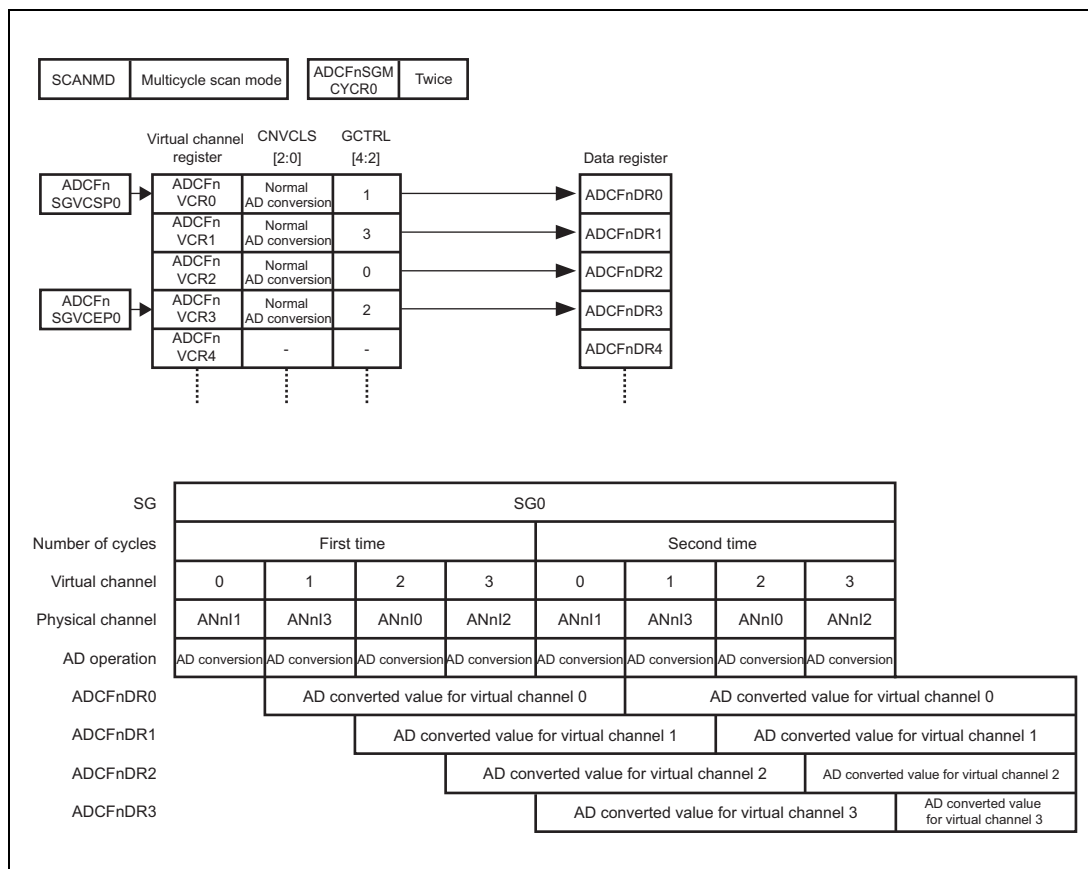 SCANMD Multicycle scan mode ADCFnSGM CYCR0 Twice
Virtual channel register CNVCLS [2:0] GCTRL [4:2] Data register
ADCFn SGVCSP0 ADCFn VCR0 Normal AD conversion 1 ADCFnDR0
ADCFn VCR1 Normal AD conversion 3 ADCFnDR1
ADCFn VCR2 Normal AD conversion 0 ADCFnDR2
ADCFn SGVCEP0 ADCFn VCR3 Normal AD conversion 2 ADCFnDR3
ADCFn VCR4 - - ADCFnDR4
SG SG0
Number of cycles First time Second time
Virtual channel 0 1 2 3 0 1 2 3
Physical channel ANnI1 ANnI3 ANnI0 ANnI2 ANnI1 ANnI3 ANnI0 ANnI2
AD operation AD conversion AD conversion AD conversion AD conversion AD conversion AD conversion AD conversion AD conversion
ADCFnDR0 AD converted value for virtual channel 0 AD converted value for virtual channel 0
ADCFnDR1 AD converted value for virtual channel 1 AD converted value for virtual channel 1
ADCFnDR2 AD converted value for virtual channel 2 AD converted value for virtual channel 2
ADCFnDR3 AD converted value for virtual channel 3 AD converted value for virtual channel 3